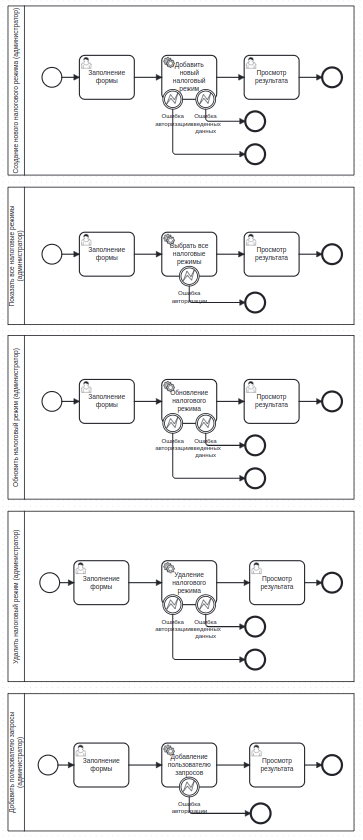 Создание нового налогового режима (администратор)
Заполнение
формы
Добавить
новый
налоговый
режим
Просмотр
результата
Ошибка
авторизации
Ошибка
введенных
данных
Показать все налоговые режимы
(администратор)
Заполнение
формы
Выбрать все
налоговые
режимы
Просмотр
результата
Ошибка
авторизации
Обновить налоговый режим (администратор)
Заполнение
формы
Обновление
налогового
режима
Просмотр
результата
Ошибка
авторизации
Ошибка
введенных
данных
Удалить налоговый режим (администратор)
Заполнение
формы
Удаление
налогового
режима
Просмотр
результата
Ошибка
авторизации
Ошибка
введенных
данных
Добавить пользователю запросы
(администратор)
Заполнение
формы
Добавление
пользователю
запросов
Просмотр
результата
Ошибка
авторизации